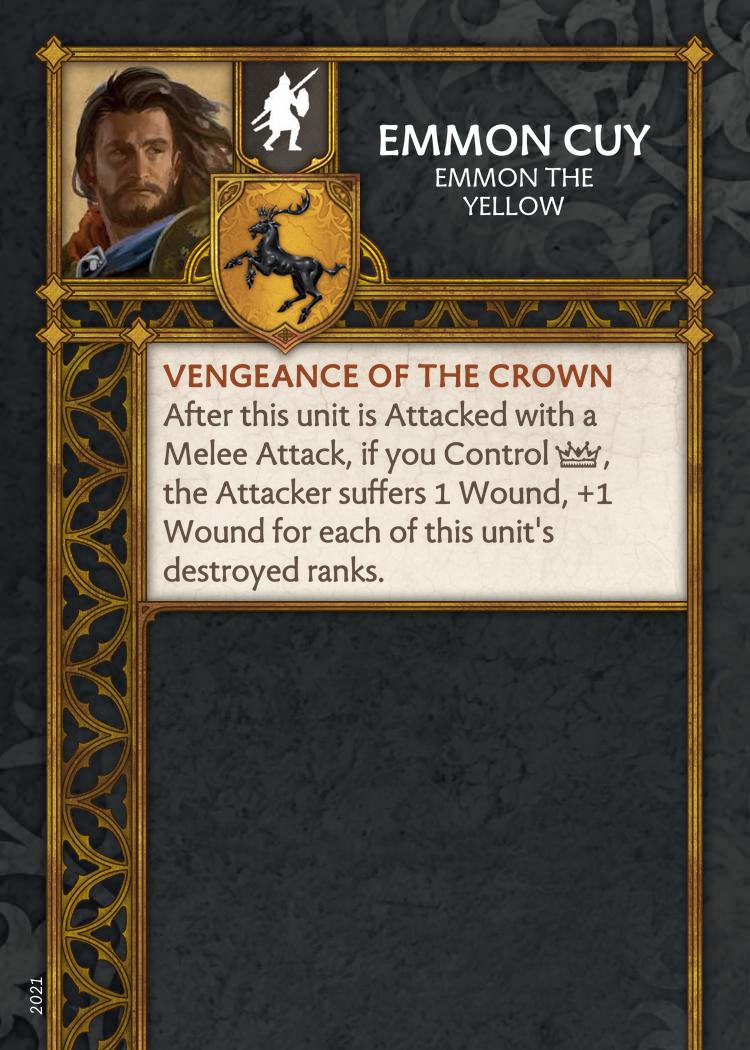 EMMON CUY
EMMON THE
YELLOW
VENGEANCE OF THE CROWN
After this unit is Attacked with a
Melee Attack, if you Control ,
the Attacker suffers 1 Wound, +1
Wound for each of this unit's
destroyed ranks.
2021